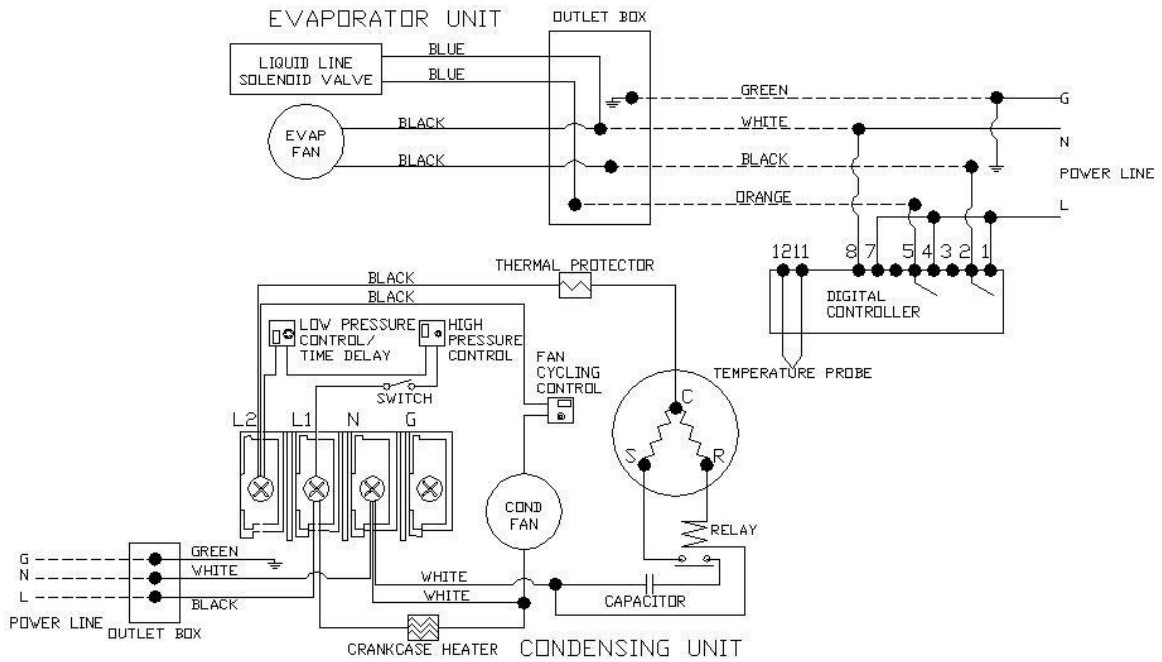 EVAPORATOR UNIT
OUTLET BOX
LIQUID LINE
SOLENOID VALVE
BLUE
BLUE
EVAP
FAN
BLACK
BLACK
GREEN
WHITE
BLACK
ORANGE
G
N
POWER LINE
L
12 11 8 7 5 4 3 2 1
DIGITAL
CONTROLLER
TEMPERATURE PROBE
THERMAL PROTECTOR
BLACK
BLACK
LOW PRESSURE
CONTROL/
TIME DELAY
HIGH
PRESSURE
CONTROL
SWITCH
FAN
CYCLING
CONTROL
L2 L1 N G
C
S
R
COND
FAN
RELAY
G
N
L
POWER LINE
OUTLET BOX
GREEN
WHITE
BLACK
WHITE
WHITE
CAPACITOR
CRANKCASE HEATER
CONDENSING UNIT